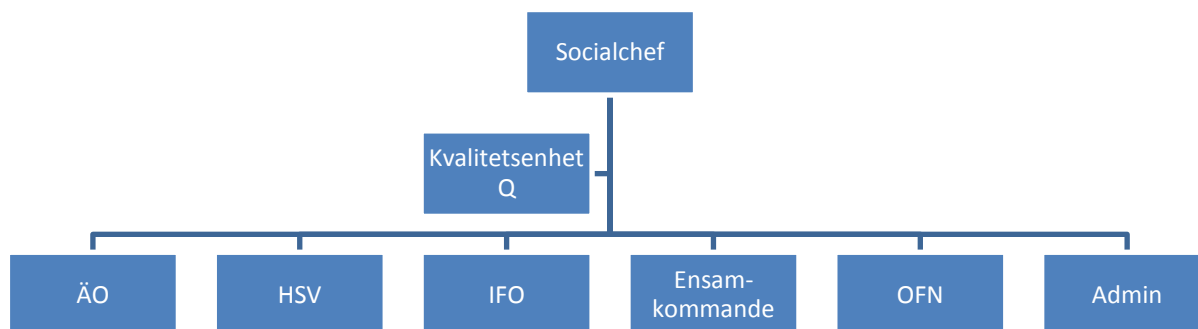 Socialchef
Kvalitetsenhet
Q
ÄO
HSV
IFO
Ensam-
kommande
OFN
Admin